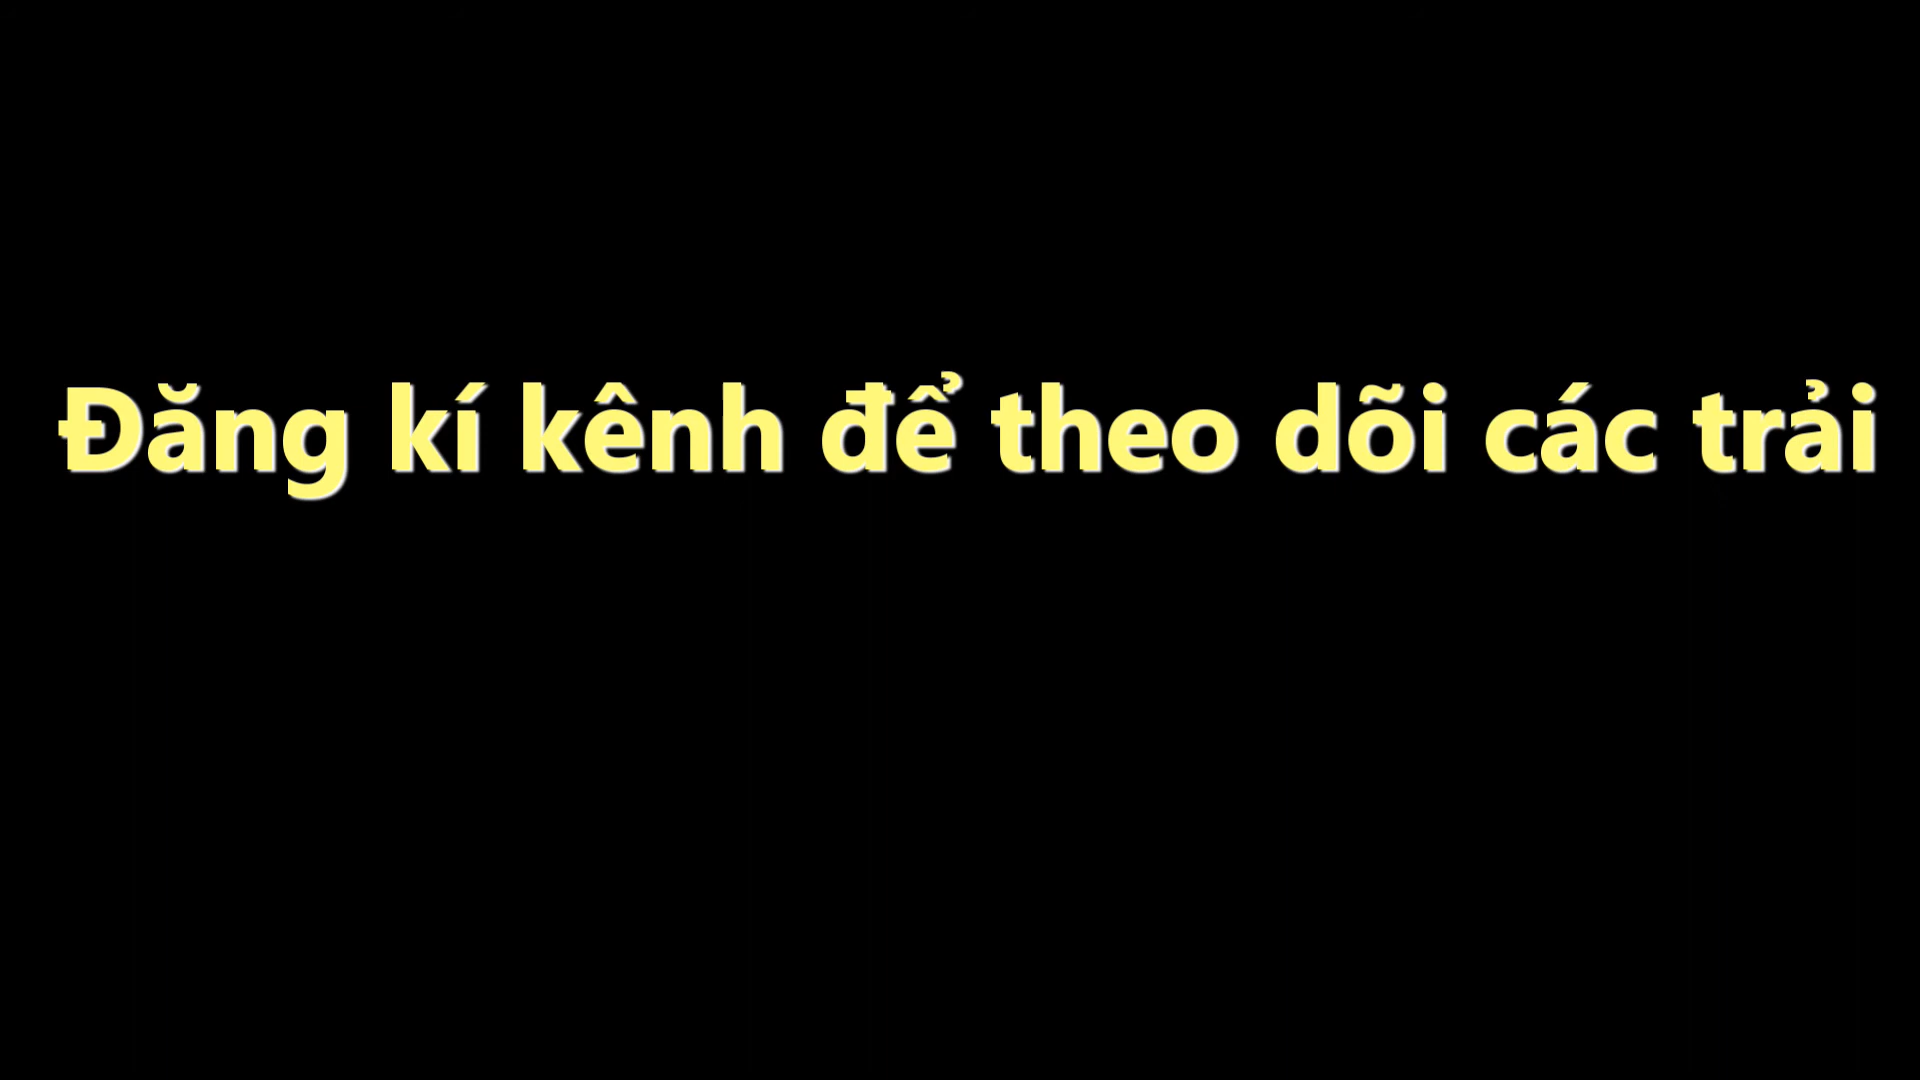 Đăng kí kênh để theo dõi các trải